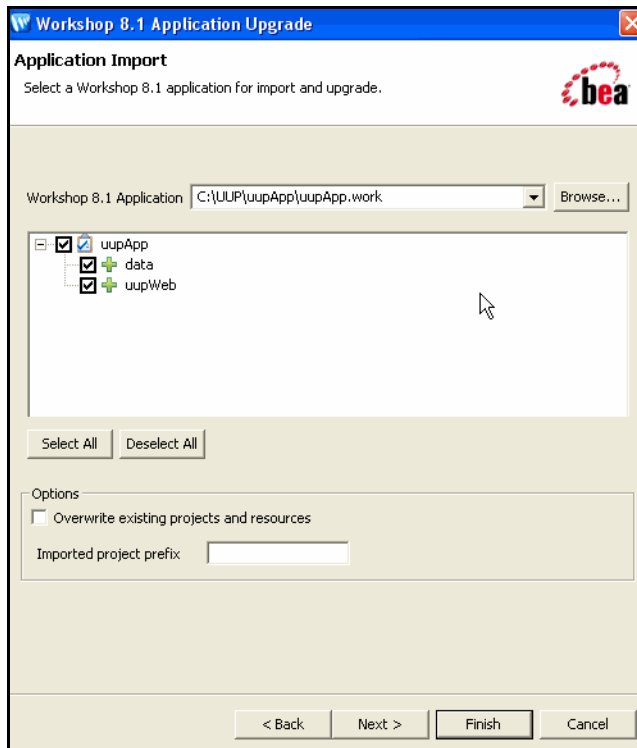 Workshop 8.1 Application Upgrade
Application Import
Select a Workshop 8.1 application for import and upgrade.
bea
Workshop 8.1 Application C:\UUP\uupApp\uupApp.work Browse...
uupApp
data
uupWeb
Select All Deselect All
Options
Overwrite existing projects and resources
Imported project prefix
< Back Next > Finish Cancel